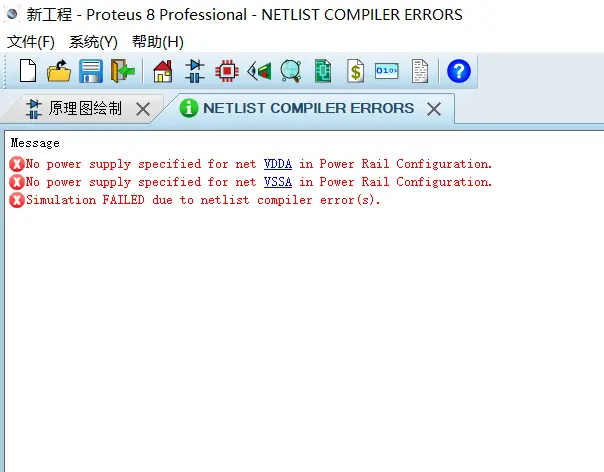 新工程 - Proteus 8 Professional - NETLIST COMPILER ERRORS
文件(F) 系统(Y) 帮助(H)
$ 0101 ?
原理图绘制 NETLIST COMPILER ERRORS
Message
No power supply specified for net VDDA in Power Rail Configuration.
No power supply specified for net VSSA in Power Rail Configuration.
Simulation FAILED due to netlist compiler error(s).